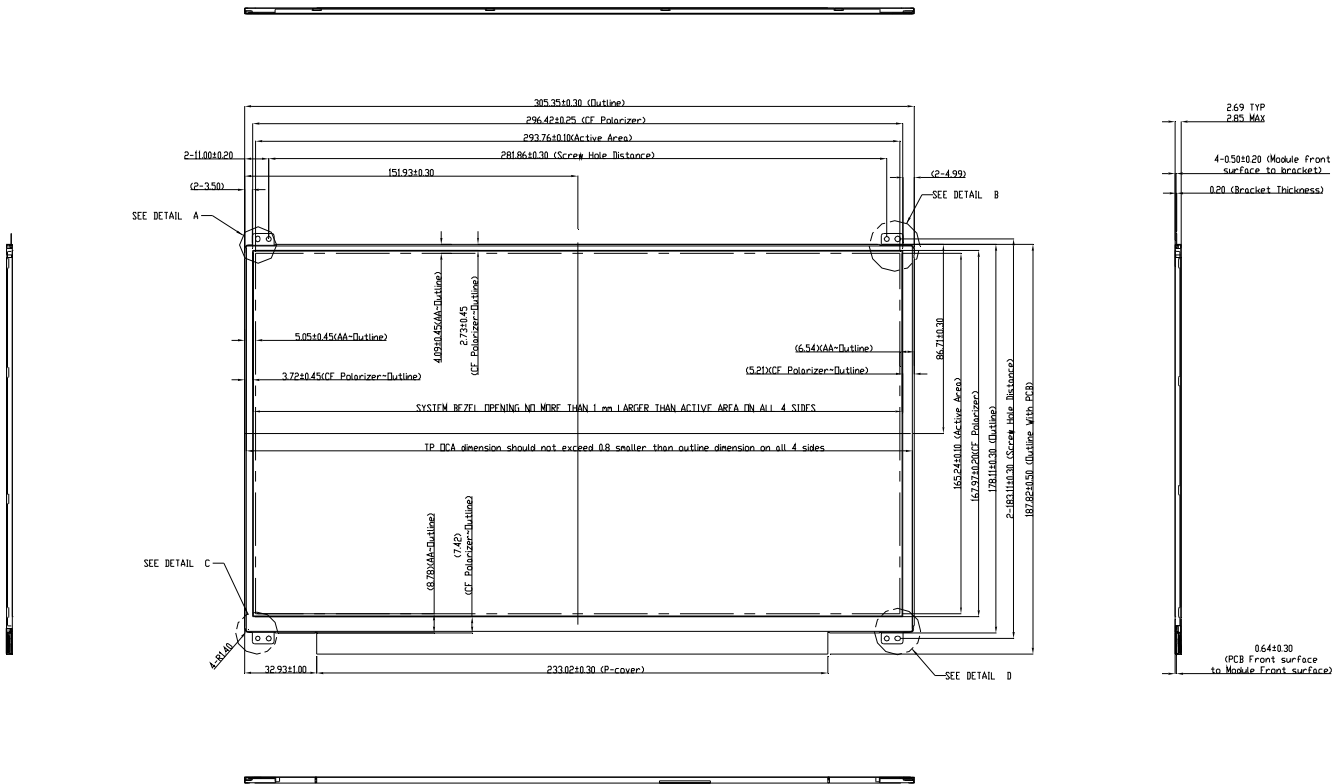 305.35±0.30 (Outline)
296.42±0.25 (CF Polarizer)
293.76±0.10(Active Area)
281.86±0.30 (Screw Hole Distance)
2-11.00±0.20
151.93±0.30
(2-3.50)
(2-4.99)
SEE DETAIL A
SEE DETAIL B
2.69 TYP
2.85 MAX
4-0.50±0.20 (Module front
surface to bracket)
0.20 (Bracket Thickness)
4.09±0.45(AA~Outline)
2.73±0.45
(CF Polarizer~Outline)
5.05±0.45(AA~Outline)
3.72±0.45(CF Polarizer~Outline)
(6.54)(AA~Outline)
(5.21)(CF Polarizer~Outline)
86.71±0.30
SYSTEM BEZEL OPENING NO MORE THAN 1 mm LARGER THAN ACTIVE AREA ON ALL 4 SIDES
TP OCA dimension should not exceed 0.8 smaller than outline dimension on all 4 sides
165.24±0.10 (Active Area)
167.97±0.20(CF Polarizer)
178.11±0.30 (Outline)
2-183.11±0.30 (Screw Hole Distance)
187.82±0.50 (Outline With PCB)
(8.78)(AA~Outline)
(7.42)
(CF Polarizer~Outline)
SEE DETAIL C
4-R1.40
32.93±1.00
233.02±0.30 (P-cover)
SEE DETAIL D
0.64±0.30
(PCB Front surface
to Module Front surface)